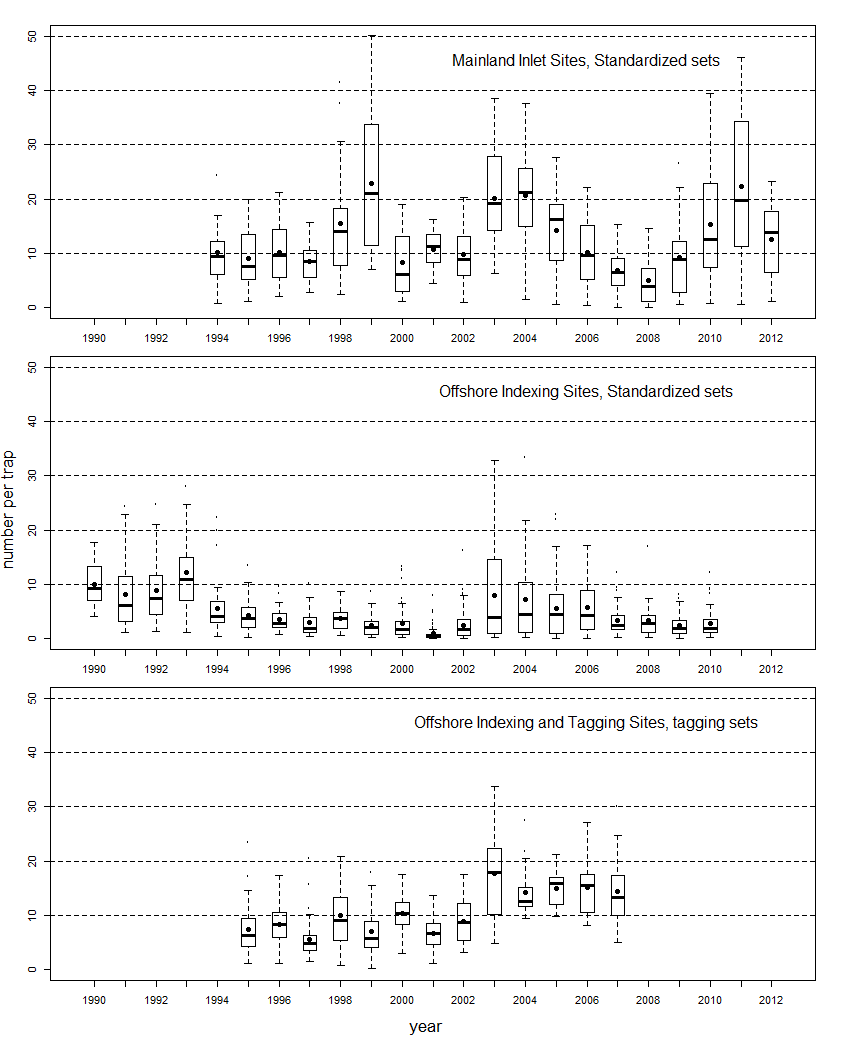 Mainland Inlet Sites, Standardized sets
50
40
30
20
10
0
1990 1992 1994 1996 1998 2000 2002 2004 2006 2008 2010 2012
Offshore Indexing Sites, Standardized sets
50
40
30
20
10
0
number per trap
1990 1992 1994 1996 1998 2000 2002 2004 2006 2008 2010 2012
Offshore Indexing and Tagging Sites, tagging sets
50
40
30
20
10
0
1990 1992 1994 1996 1998 2000 2002 2004 2006 2008 2010 2012
year